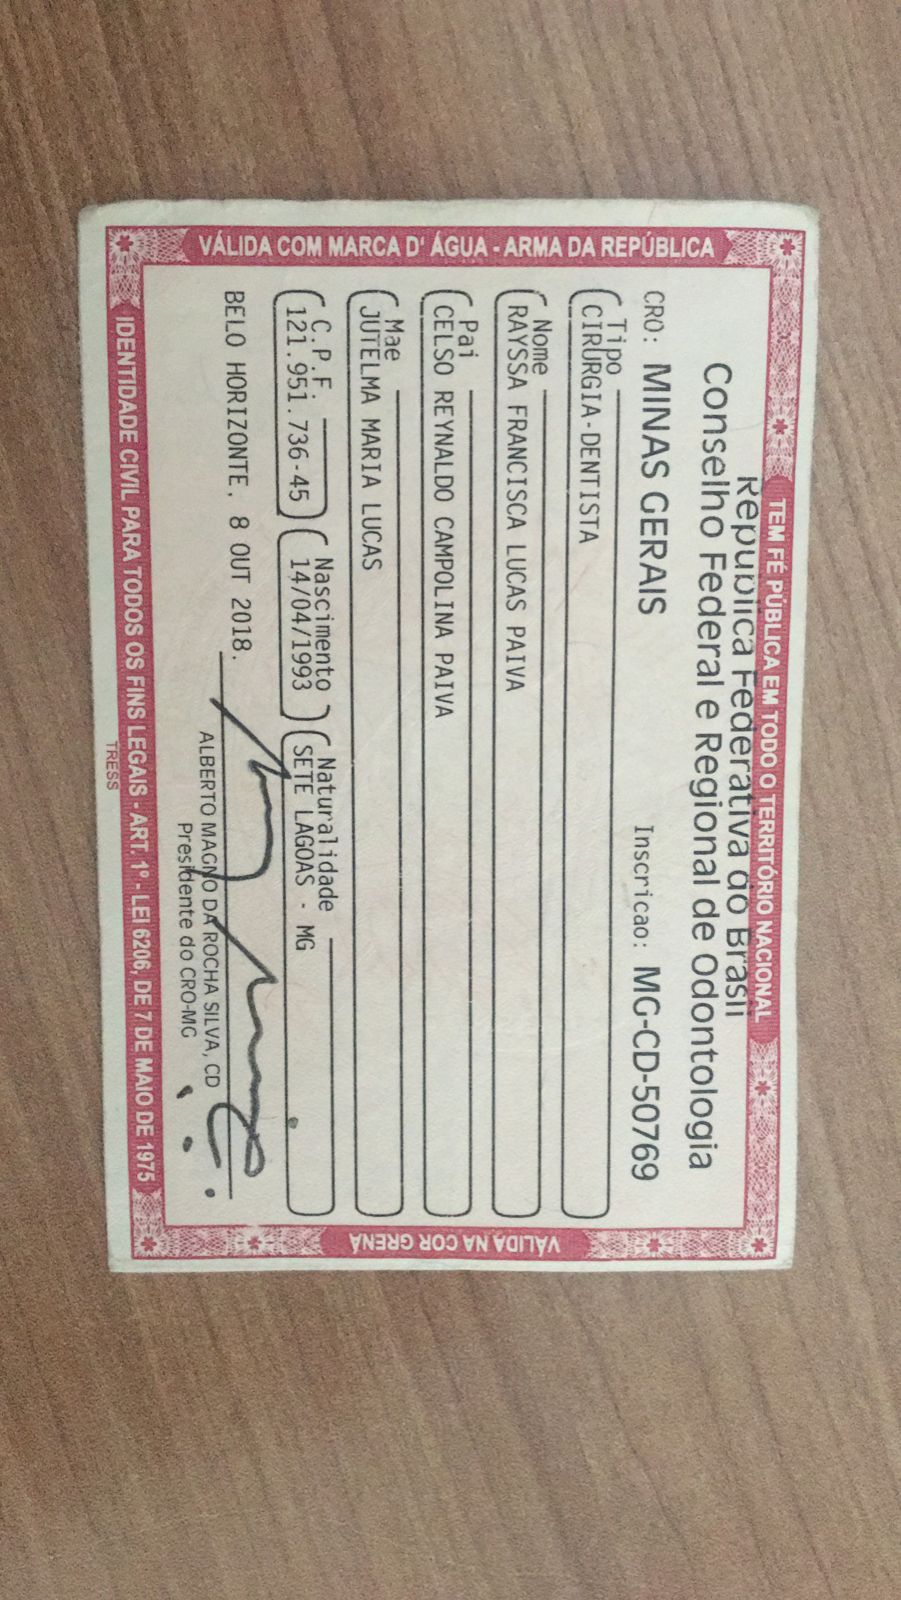 VÁLIDA COM MARCA D' ÁGUA - ARMA DA REPÚBLICA
TEM FÉ PÚBLICA EM TODO O TERRITÓRIO NACIONAL
República Federativa do Brasil
Conselho Federal e Regional de Odontologia
CRO: MINAS GERAIS Inscricao: MG-CD-50769
Tipo
CIRURGIA-DENTISTA
Nome
RAYSSA FRANCISCA LUCAS PAIVA
Pai
CELSO REYNALDO CAMPOLINA PAIVA
Mae
JUTELMA MARIA LUCAS
C.P.F. Nascimento Naturalidade
121.951.736-45 14/04/1993 SETE LAGOAS - MG
BELO HORIZONTE. 8 OUT 2018.
ALBERTO MAGNO DA ROCHA SILVA, CD
Presidente do CRO-MG
IDENTIDADE CIVIL PARA TODOS OS FINS LEGAIS - ART. 1º - LEI 6206, DE 7 DE MAIO DE 1975
TRESS
VÁLIDA NA COR GRENÁ